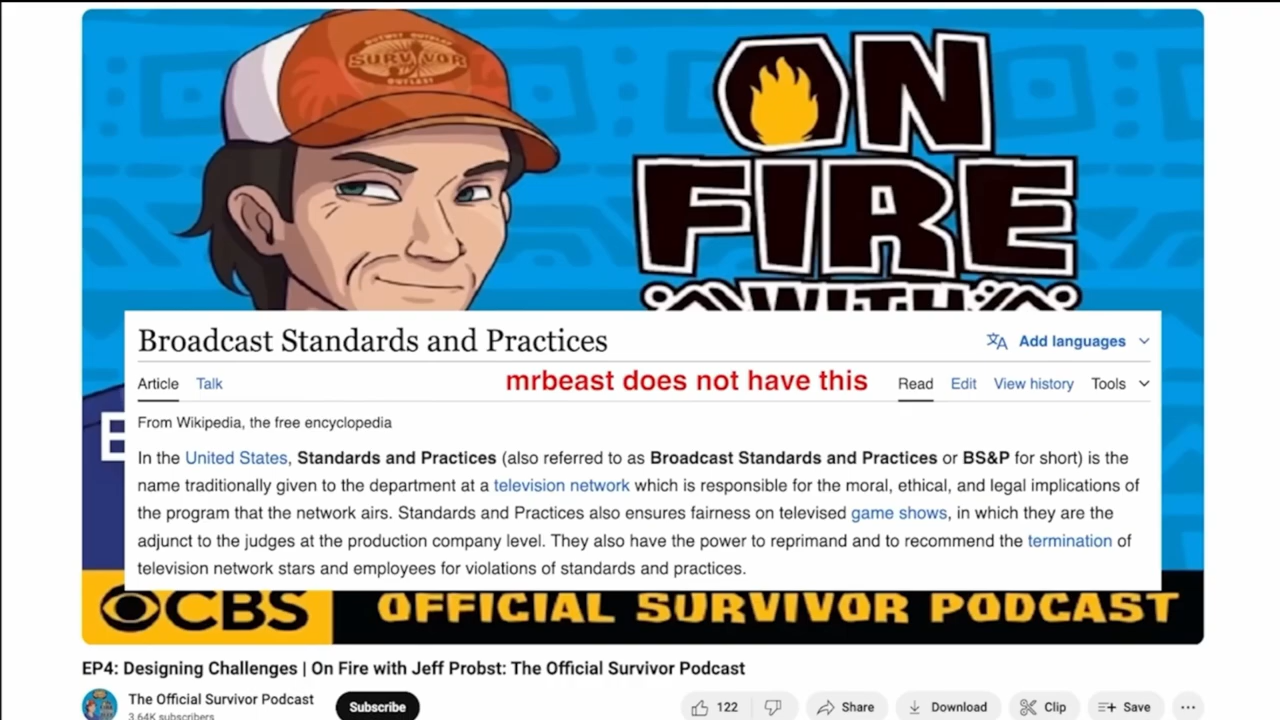 OUTWIT OUTPLAY
SURVIVOR
OUTLAST
ON
FIRE
WITH
Broadcast Standards and Practices
Add languages
Article Talk
mrbeast does not have this
Read Edit View history Tools
From Wikipedia, the free encyclopedia
In the United States, Standards and Practices (also referred to as Broadcast Standards and Practices or BS&P for short) is the
name traditionally given to the department at a television network which is responsible for the moral, ethical, and legal implications of
the program that the network airs. Standards and Practices also ensures fairness on televised game shows, in which they are the
adjunct to the judges at the production company level. They also have the power to reprimand and to recommend the termination of
television network stars and employees for violations of standards and practices.
CBS OFFICIAL SURVIVOR PODCAST
EP4: Designing Challenges | On Fire with Jeff Probst: The Official Survivor Podcast
The Official Survivor Podcast
3.64K subscribers
Subscribe
122
Share
Download
Clip
Save